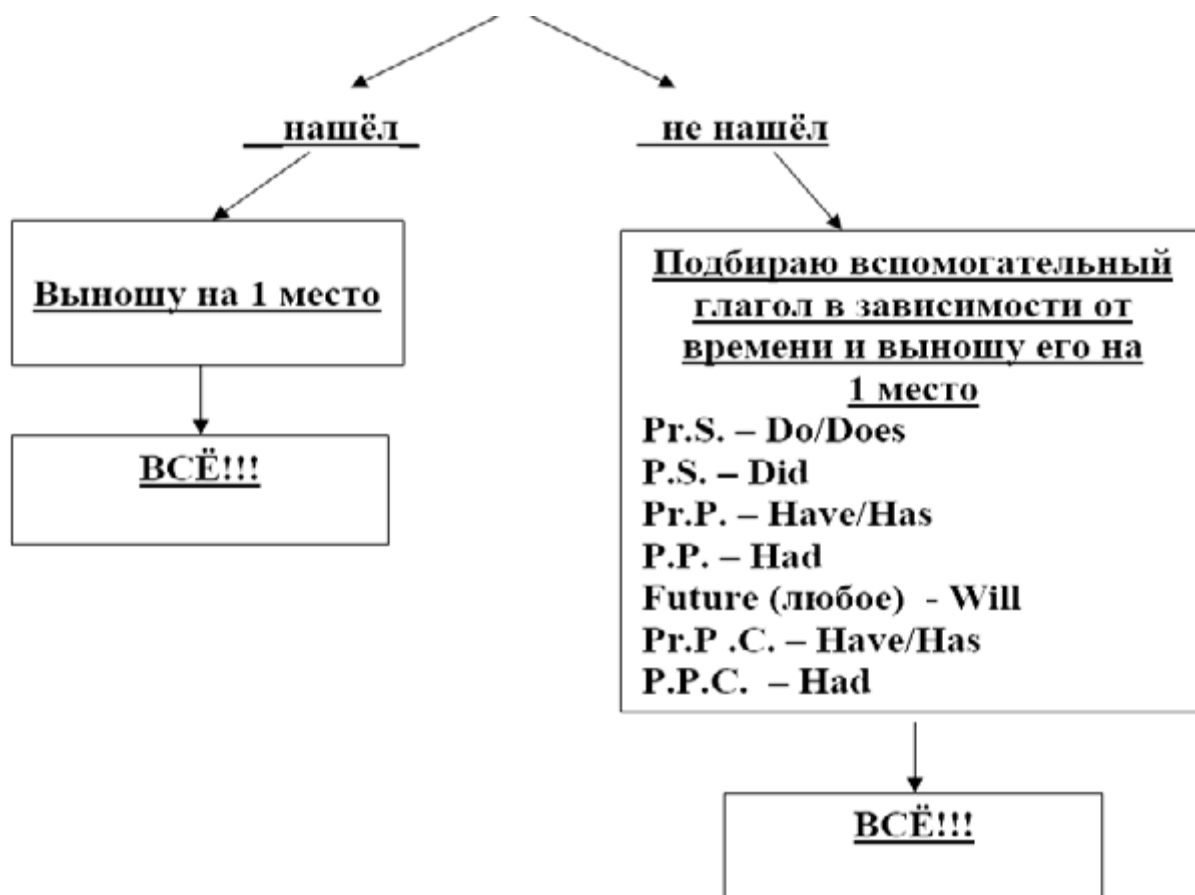 нашёл
не нашёл
Выношу на 1 место
ВСЁ!!!
Подбираю вспомогательный
глагол в зависимости от
времени и выношу его на
1 место
Pr.S. – Do/Does
P.S. – Did
Pr.P. – Have/Has
P.P. – Had
Future (любое) - Will
Pr.P .C. – Have/Has
P.P.C. – Had
ВСЁ!!!